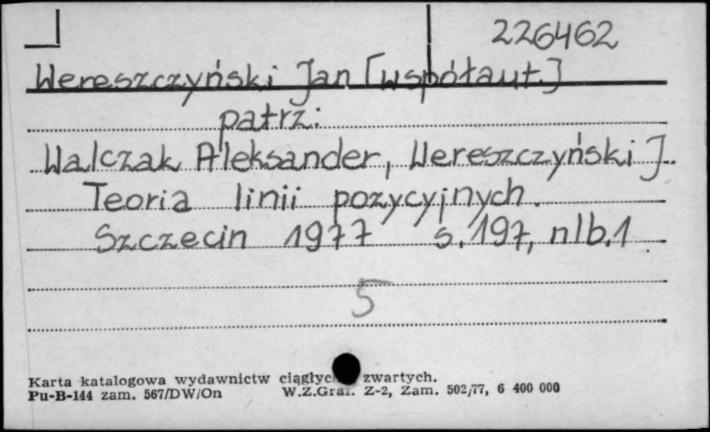 226462
Wereszczyński Jan [współaut.]
patrz:
Walczak Aleksander, Wereszczyński J.
Teoria linii pozycyjnych.
Szczecin 1977 s. 197, nlb. 1
5
Karta katalogowa wydawnictw zwartych.
Pu-B-144 zam. 567/DW/On W.Z.Graf. Z-2, Zam. 502/77, 6 400 000